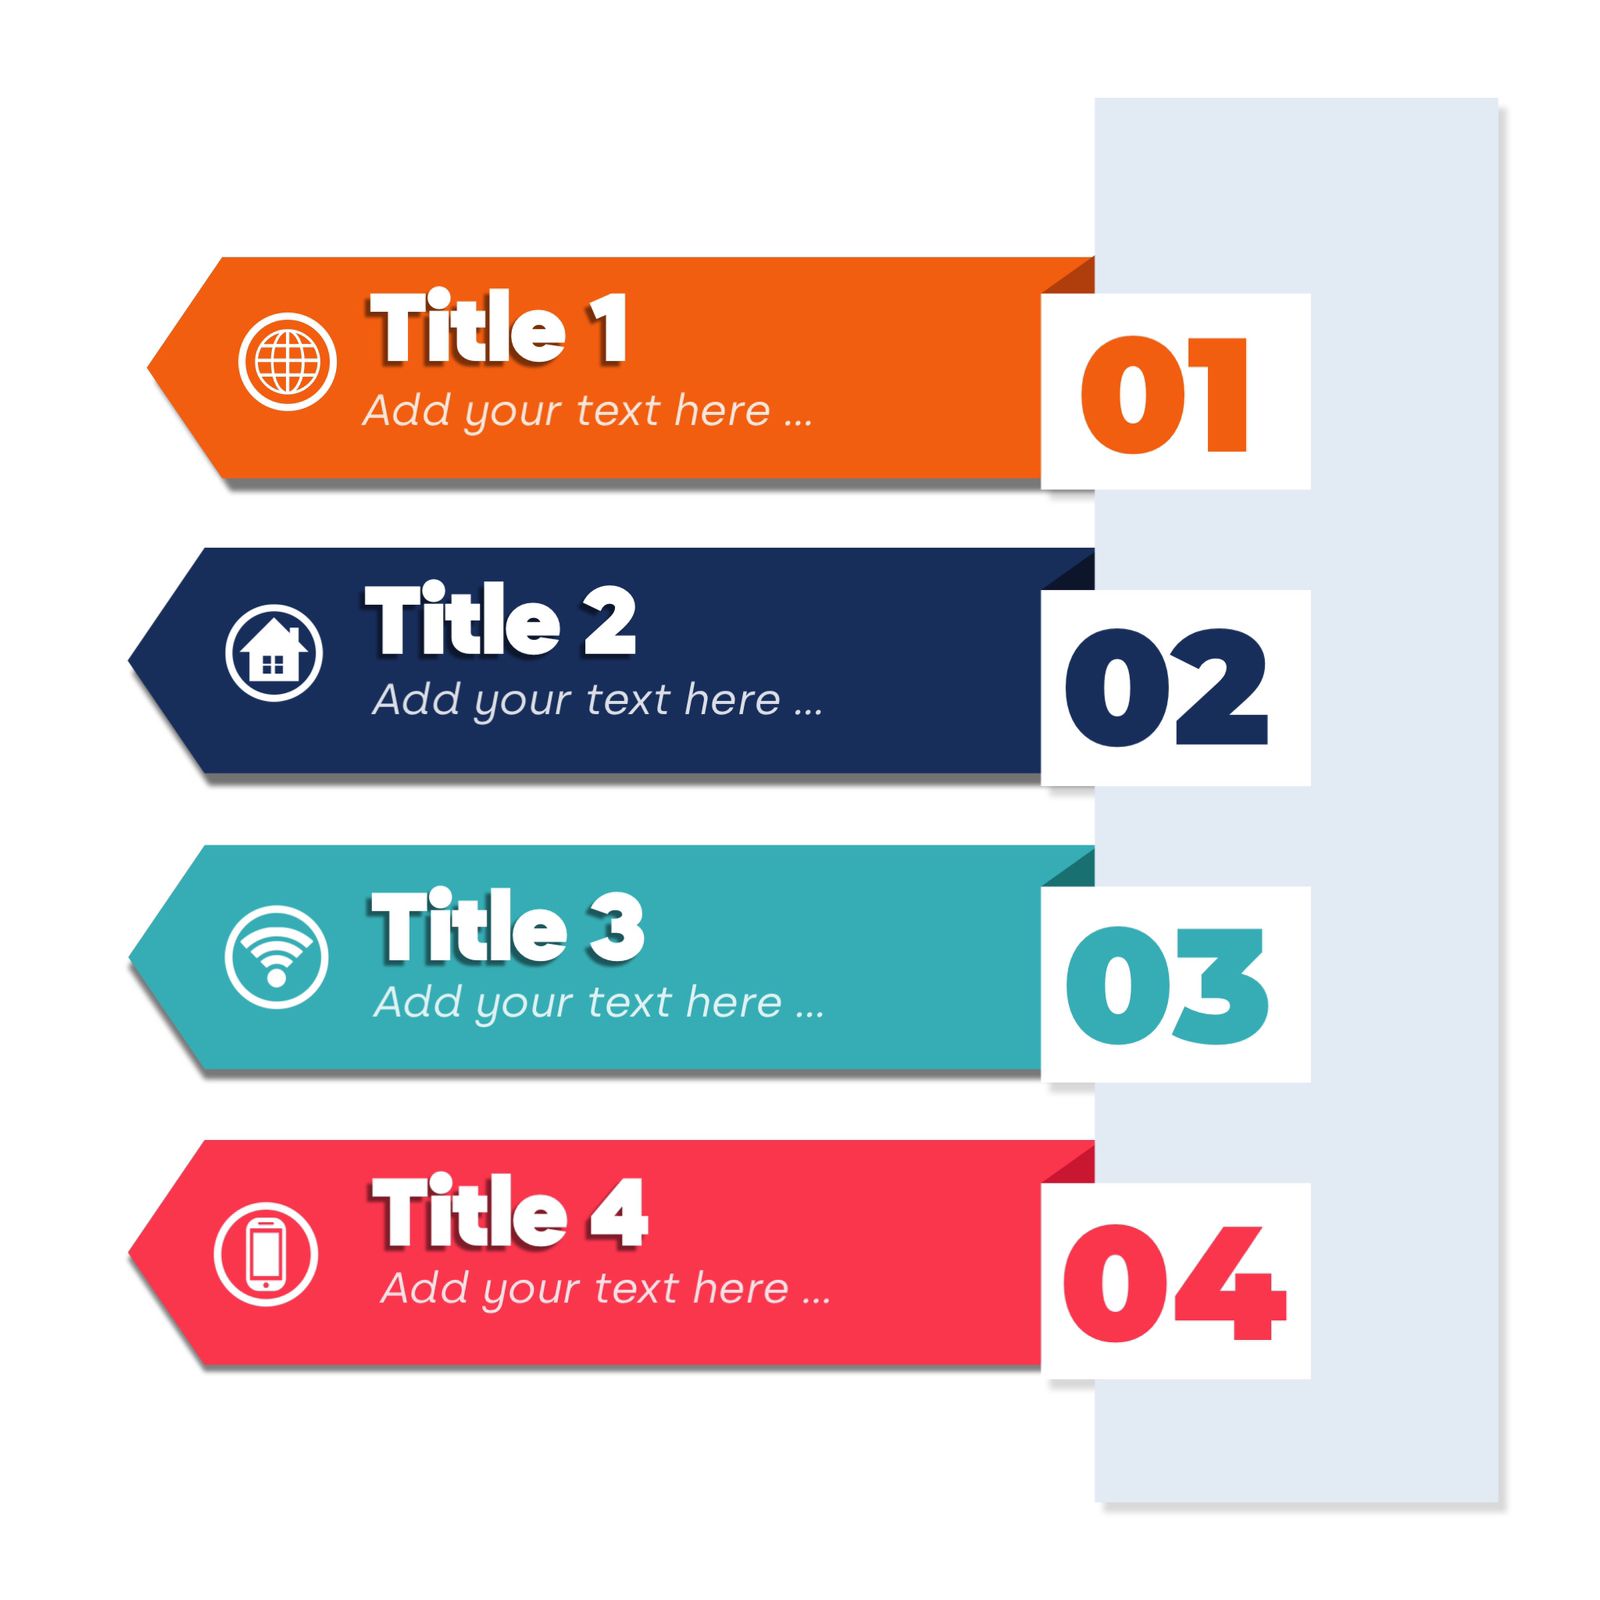 Title 1
Add your text here ...
01
Title 2
Add your text here ...
02
Title 3
Add your text here ...
03
Title 4
Add your text here ...
04